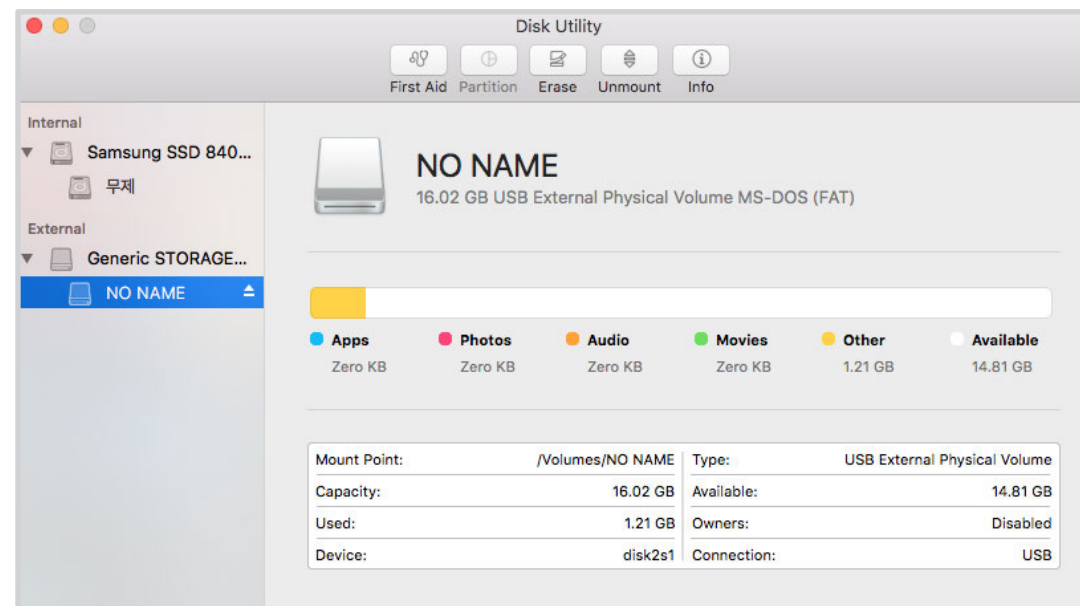 Disk Utility
First Aid Partition Erase Unmount Info
Internal
Samsung SSD 840...
무제
External
Generic STORAGE...
NO NAME
NO NAME
16.02 GB USB External Physical Volume MS-DOS (FAT)
Apps Photos Audio Movies Other Available
Zero KB Zero KB Zero KB Zero KB 1.21 GB 14.81 GB
Mount Point: /Volumes/NO NAME Type: USB External Physical Volume
Capacity: 16.02 GB Available: 14.81 GB
Used: 1.21 GB Owners: Disabled
Device: disk2s1 Connection: USB